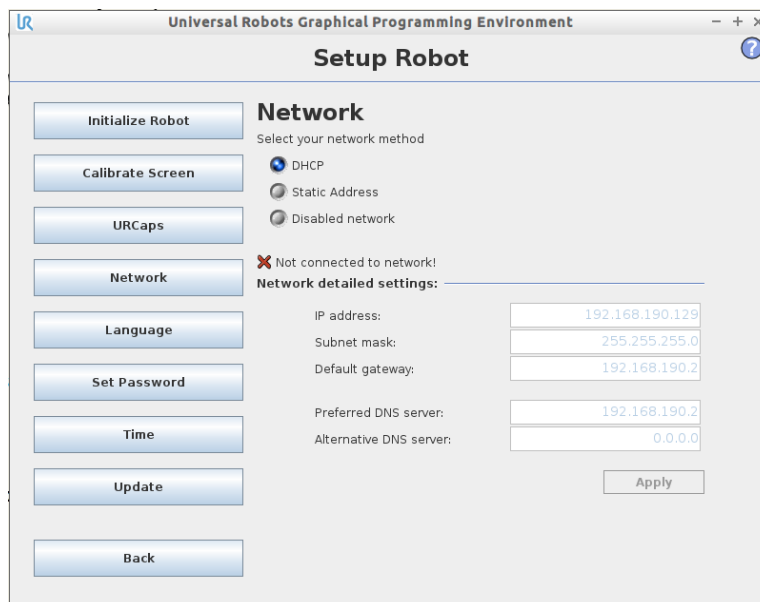 UR
Universal Robots Graphical Programming Environment
Setup Robot
?
Initialize Robot
Calibrate Screen
URCaps
Network
Language
Set Password
Time
Update
Back
Network
Select your network method
DHCP
Static Address
Disabled network
Not connected to network!
Network detailed settings:
IP address: 192.168.190.129
Subnet mask: 255.255.255.0
Default gateway: 192.168.190.2
Preferred DNS server: 192.168.190.2
Alternative DNS server: 0.0.0.0
Apply